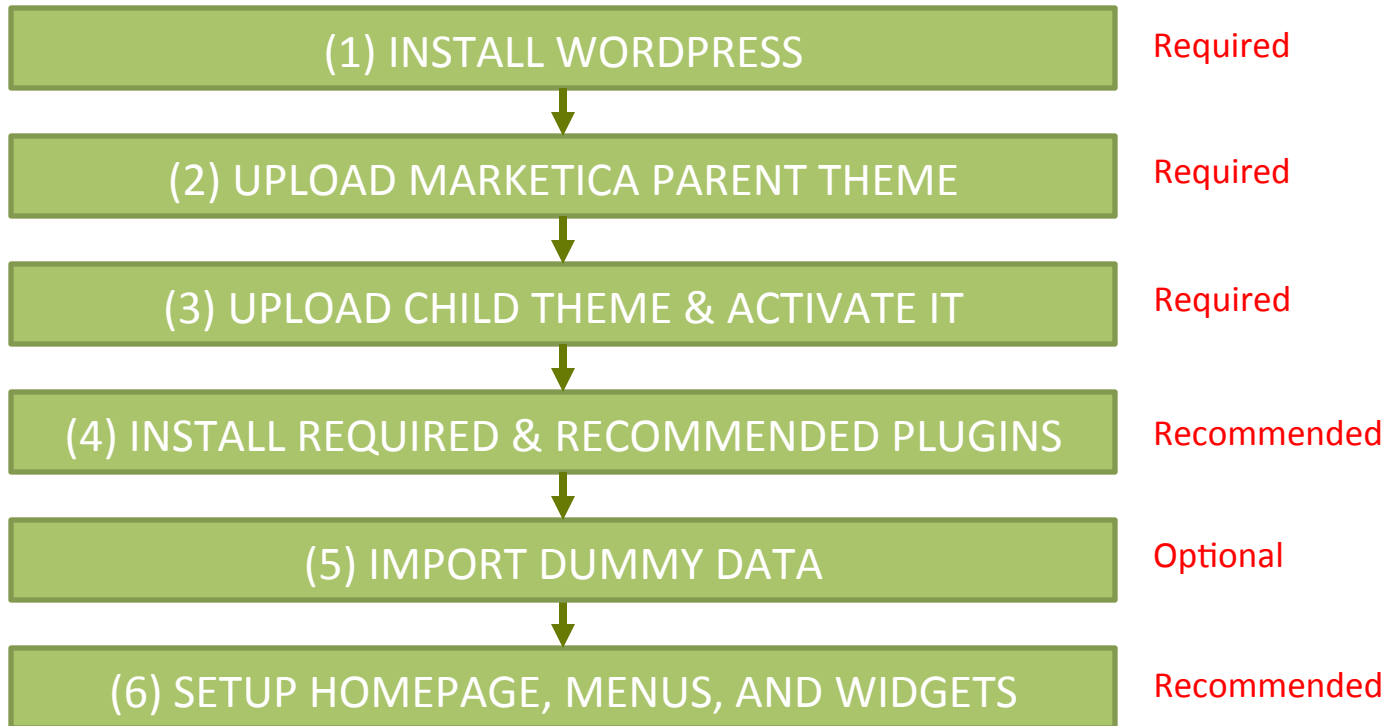 (1) INSTALL WORDPRESS
Required
(2) UPLOAD MARKETICA PARENT THEME
Required
(3) UPLOAD CHILD THEME & ACTIVATE IT
Required
(4) INSTALL REQUIRED & RECOMMENDED PLUGINS
Recommended
(5) IMPORT DUMMY DATA
Optional
(6) SETUP HOMEPAGE, MENUS, AND WIDGETS
Recommended